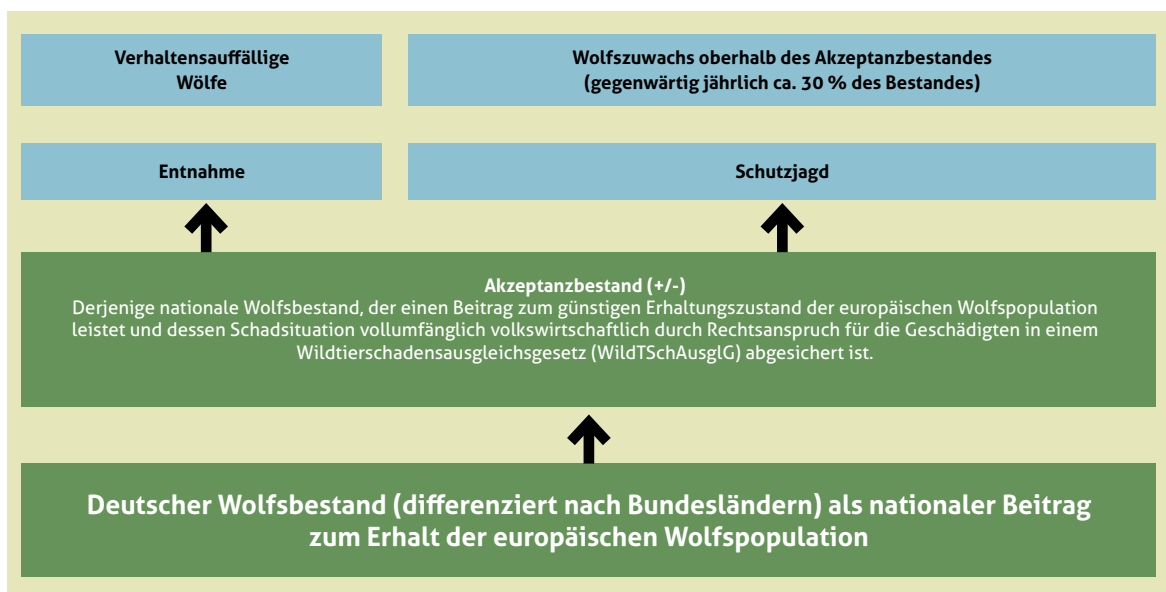 Verhaltensauffällige
Wölfe
Wolfszuwachs oberhalb des Akzeptanzbestandes
(gegenwärtig jährlich ca. 30 % des Bestandes)
Entnahme
Schutzjagd
Akzeptanzbestand (+/-)
Derjenige nationale Wolfsbestand, der einen Beitrag zum günstigen Erhaltungszustand der europäischen Wolfspopulation
leistet und dessen Schadsituation vollumfänglich volkswirtschaftlich durch Rechtsanspruch für die Geschädigten in einem
Wildtierschadensausgleichsgesetz (WildTSchAusglG) abgesichert ist.
Deutscher Wolfsbestand (differenziert nach Bundesländern) als nationaler Beitrag
zum Erhalt der europäischen Wolfspopulation